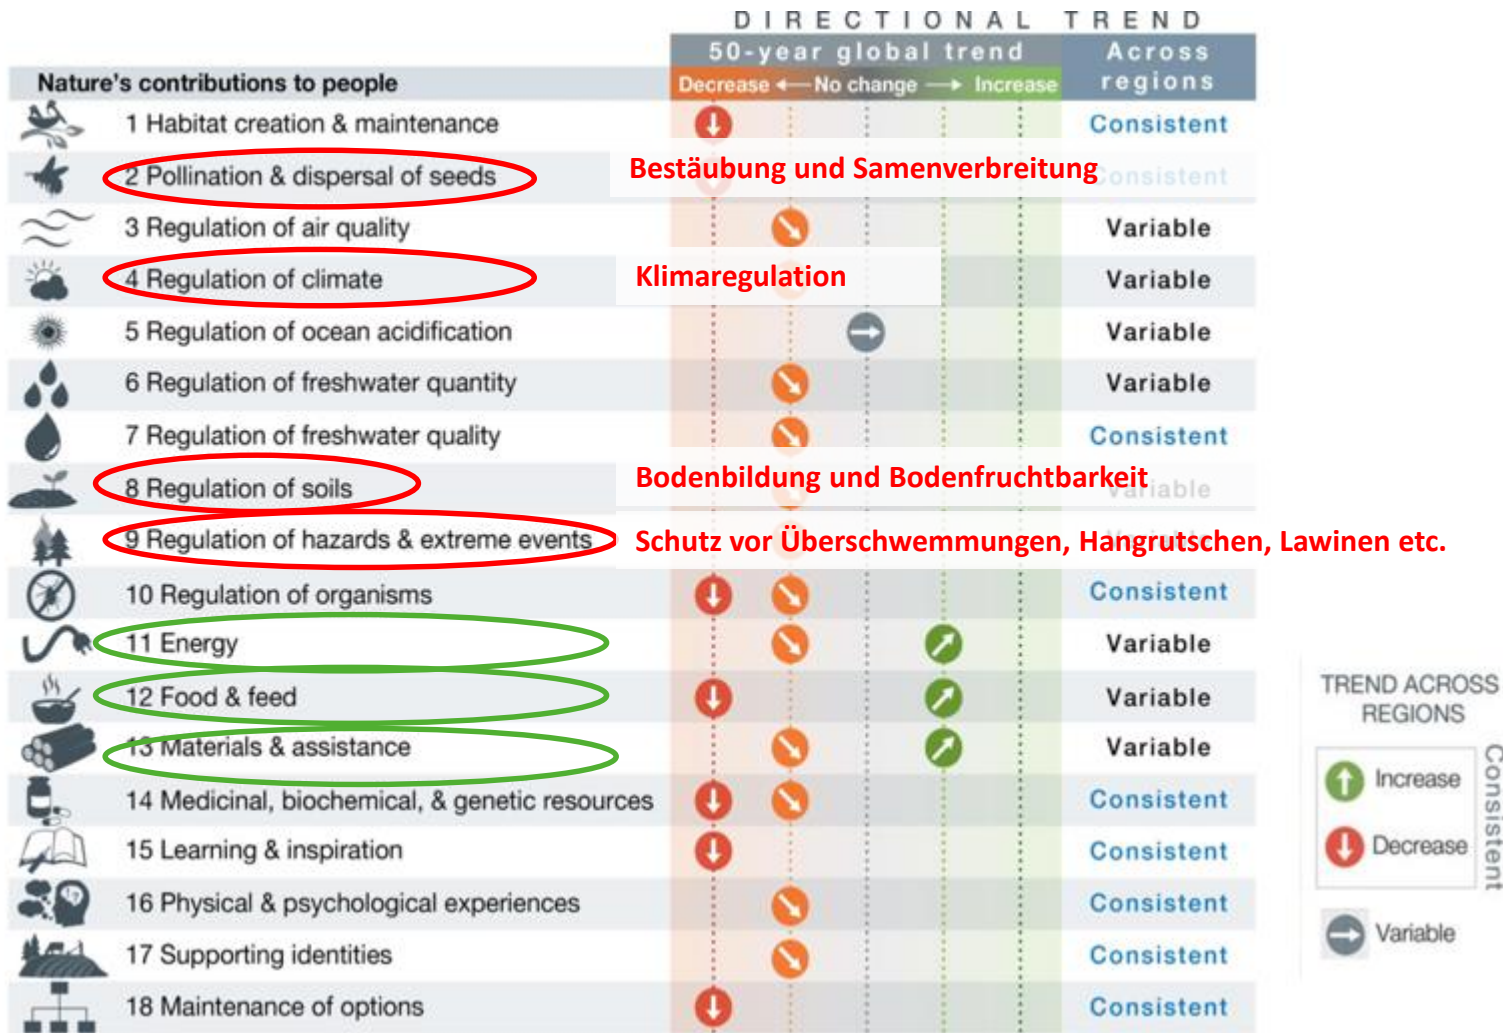 DIRECTIONAL TREND
50-year global trend
Across regions
Nature's contributions to people
Decrease ← No change → Increase
1 Habitat creation & maintenance Consistent
2 Pollination & dispersal of seeds Bestäubung und Samenverbreitung Consistent
3 Regulation of air quality Variable
4 Regulation of climate Klimaregulation Variable
5 Regulation of ocean acidification Variable
6 Regulation of freshwater quantity Variable
7 Regulation of freshwater quality Consistent
8 Regulation of soils Bodenbildung und Bodenfruchtbarkeit Variable
9 Regulation of hazards & extreme events Schutz vor Überschwemmungen, Hangrutschen, Lawinen etc.
10 Regulation of organisms Consistent
11 Energy Variable
12 Food & feed Variable
13 Materials & assistance Variable
14 Medicinal, biochemical, & genetic resources Consistent
15 Learning & inspiration Consistent
16 Physical & psychological experiences Consistent
17 Supporting identities Consistent
18 Maintenance of options Consistent
TREND ACROSS
REGIONS
Increase
Decrease
Consistent
Variable